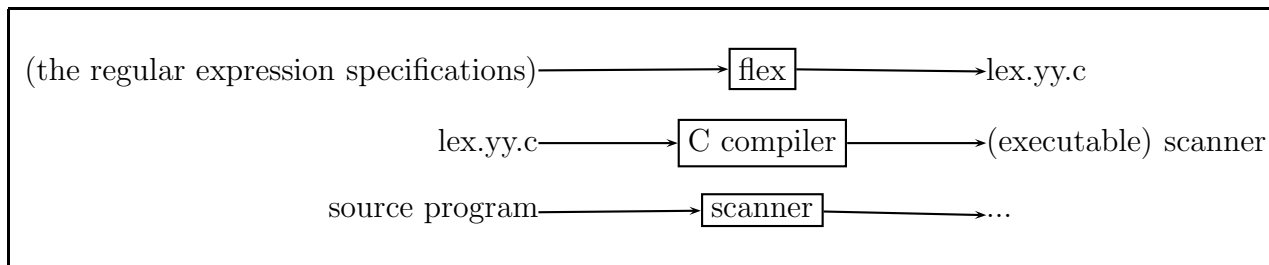 (the regular expression specifications) flex lex.yy.c
lex.yy.c C compiler (executable) scanner
source program scanner ...